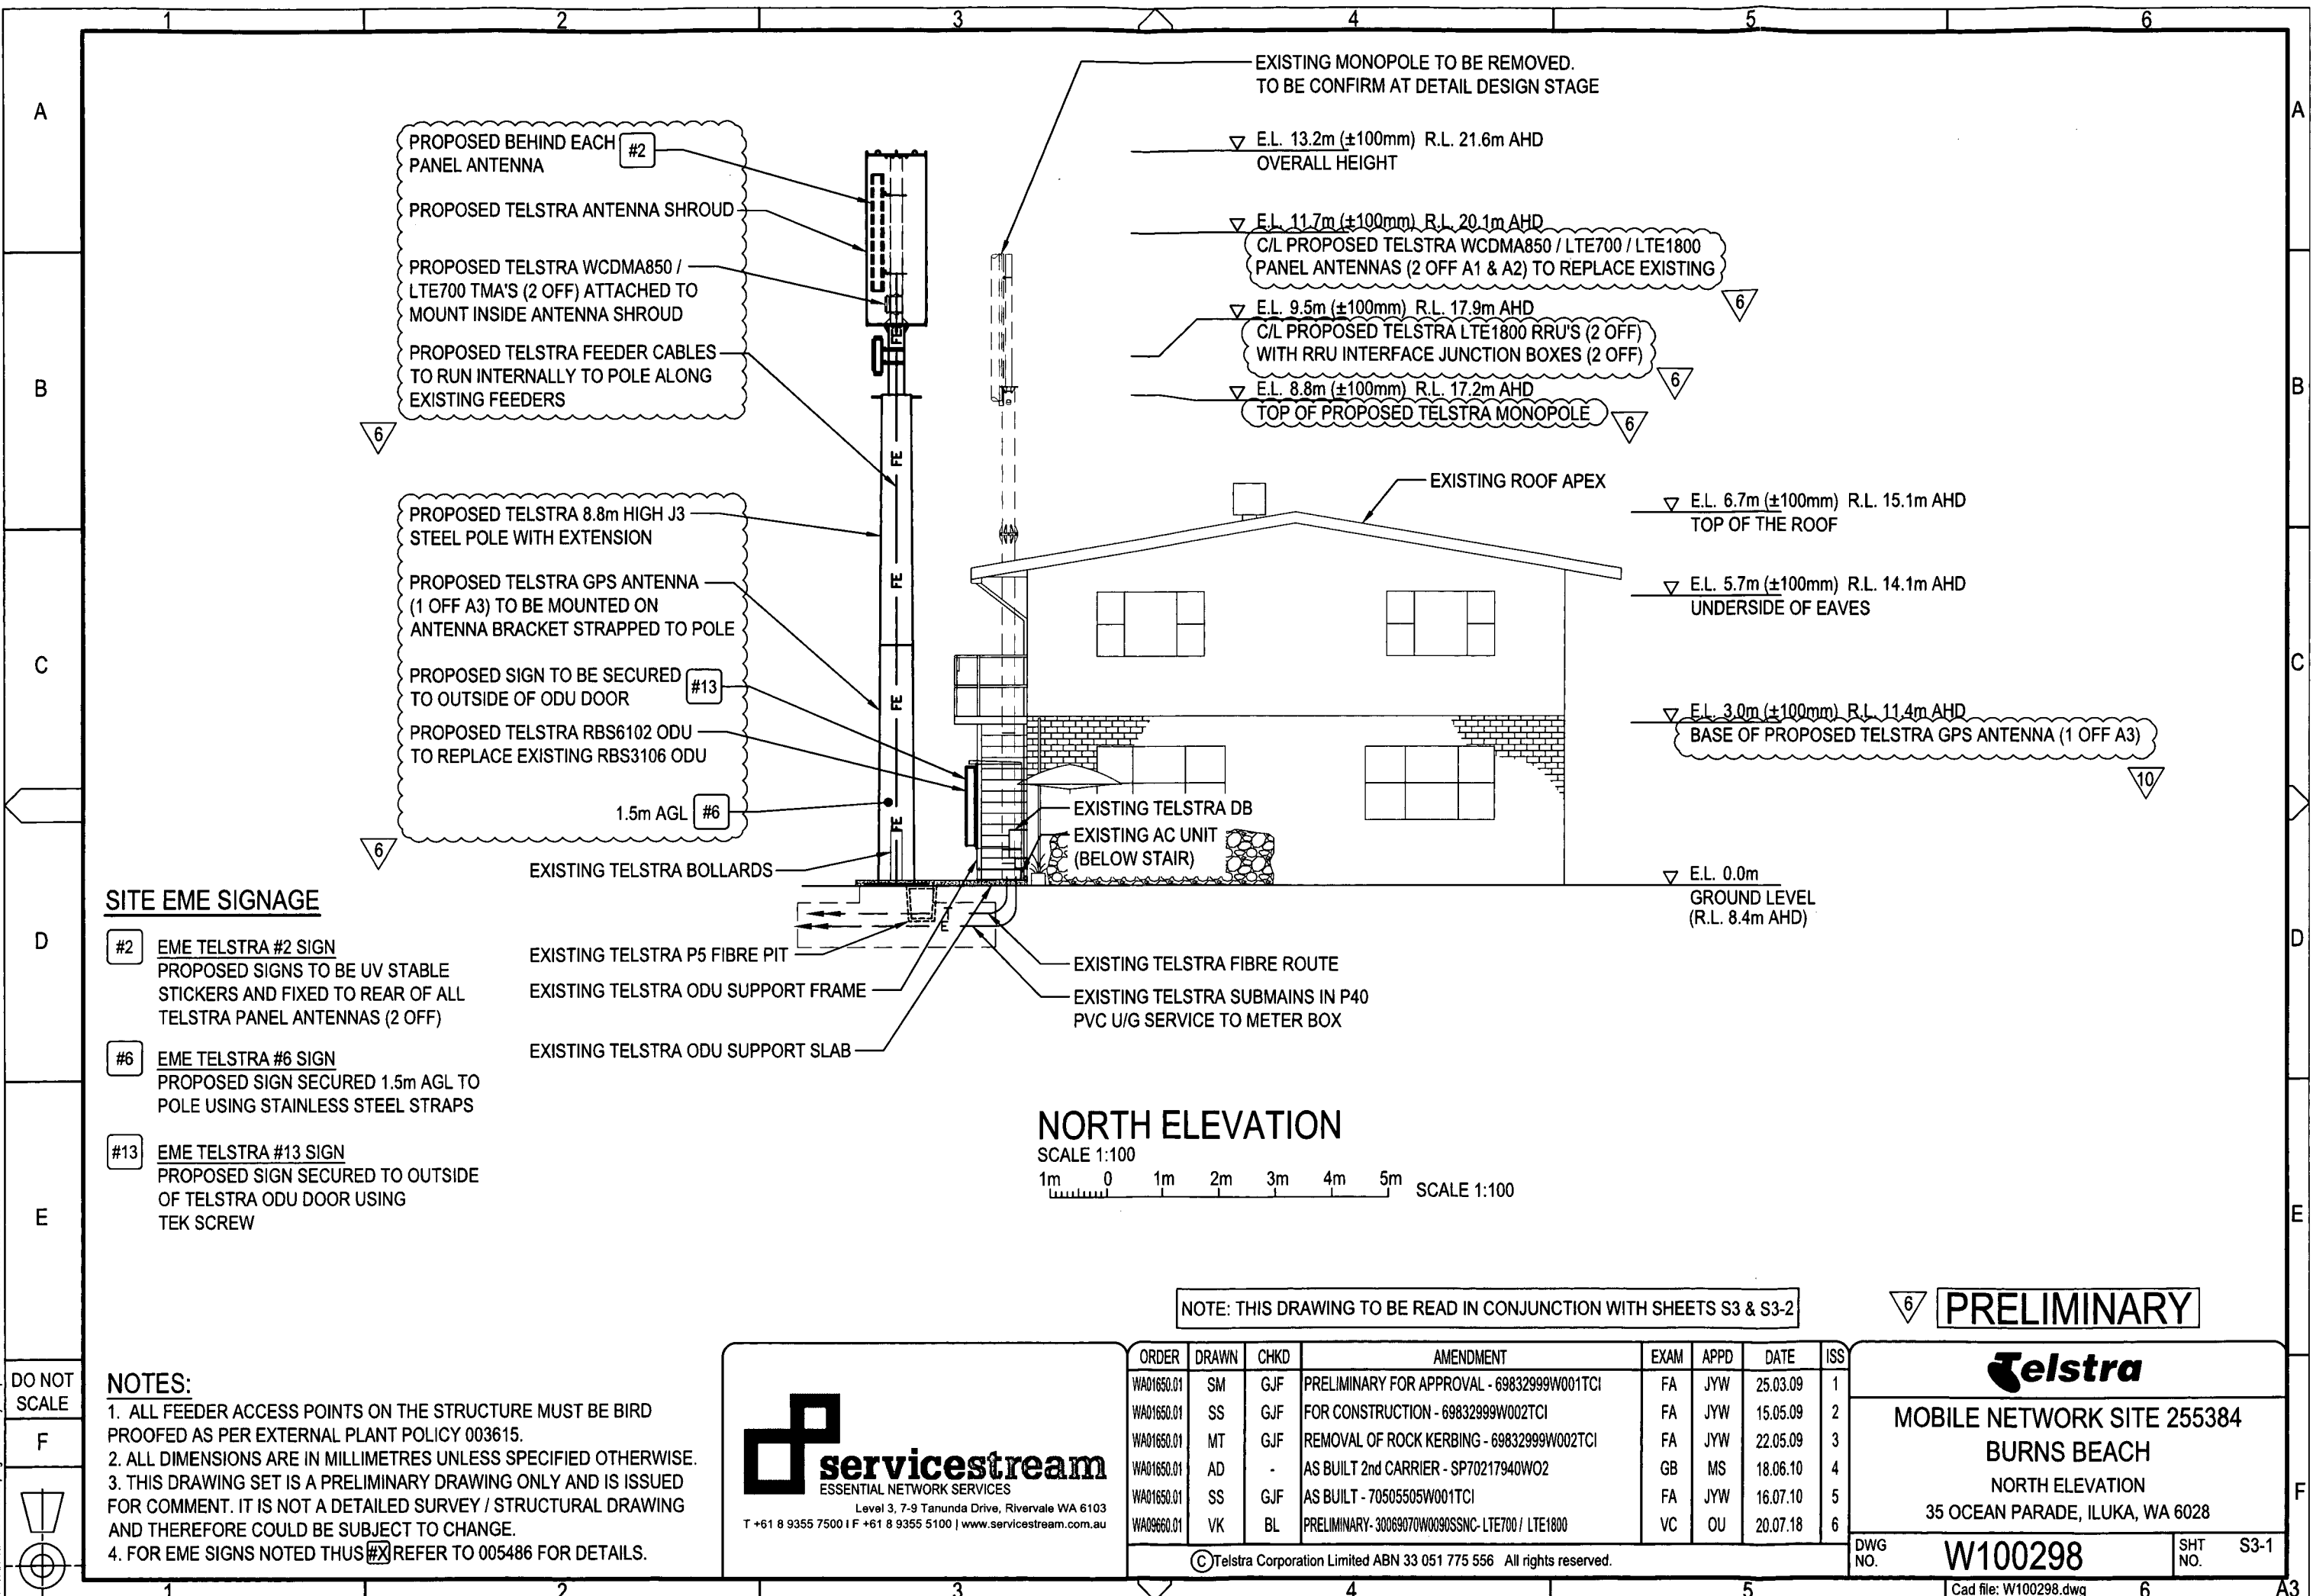 1 2 3 4 5 6
A
B
C
D
E
F
A
B
C
D
E
F
EXISTING MONOPOLE TO BE REMOVED.
TO BE CONFIRM AT DETAIL DESIGN STAGE
PROPOSED BEHIND EACH #2
PANEL ANTENNA
PROPOSED TELSTRA ANTENNA SHROUD
PROPOSED TELSTRA WCDMA850 /
LTE700 TMA'S (2 OFF) ATTACHED TO
MOUNT INSIDE ANTENNA SHROUD
PROPOSED TELSTRA FEEDER CABLES
TO RUN INTERNALLY TO POLE ALONG
EXISTING FEEDERS
6
PROPOSED TELSTRA 8.8m HIGH J3
STEEL POLE WITH EXTENSION
PROPOSED TELSTRA GPS ANTENNA
(1 OFF A3) TO BE MOUNTED ON
ANTENNA BRACKET STRAPPED TO POLE
PROPOSED SIGN TO BE SECURED #13
TO OUTSIDE OF ODU DOOR
PROPOSED TELSTRA RBS6102 ODU
TO REPLACE EXISTING RBS3106 ODU
1.5m AGL #6
6
EXISTING TELSTRA BOLLARDS
EXISTING TELSTRA P5 FIBRE PIT
EXISTING TELSTRA ODU SUPPORT FRAME
EXISTING TELSTRA ODU SUPPORT SLAB
FE
FE
FE
FE
FE
T
E
E.L. 13.2m (±100mm) R.L. 21.6m AHD
OVERALL HEIGHT
E.L. 11.7m (±100mm) R.L. 20.1m AHD
C/L PROPOSED TELSTRA WCDMA850 / LTE700 / LTE1800
PANEL ANTENNAS (2 OFF A1 & A2) TO REPLACE EXISTING
6
E.L. 9.5m (±100mm) R.L. 17.9m AHD
C/L PROPOSED TELSTRA LTE1800 RRU'S (2 OFF)
WITH RRU INTERFACE JUNCTION BOXES (2 OFF)
6
E.L. 8.8m (±100mm) R.L. 17.2m AHD
TOP OF PROPOSED TELSTRA MONOPOLE
6
EXISTING ROOF APEX
E.L. 6.7m (±100mm) R.L. 15.1m AHD
TOP OF THE ROOF
E.L. 5.7m (±100mm) R.L. 14.1m AHD
UNDERSIDE OF EAVES
E.L. 3.0m (±100mm) R.L. 11.4m AHD
BASE OF PROPOSED TELSTRA GPS ANTENNA (1 OFF A3)
10
EXISTING TELSTRA DB
EXISTING AC UNIT
(BELOW STAIR)
E.L. 0.0m
GROUND LEVEL
(R.L. 8.4m AHD)
EXISTING TELSTRA FIBRE ROUTE
EXISTING TELSTRA SUBMAINS IN P40
PVC U/G SERVICE TO METER BOX
SITE EME SIGNAGE
#2 EME TELSTRA #2 SIGN
PROPOSED SIGNS TO BE UV STABLE
STICKERS AND FIXED TO REAR OF ALL
TELSTRA PANEL ANTENNAS (2 OFF)
#6 EME TELSTRA #6 SIGN
PROPOSED SIGN SECURED 1.5m AGL TO
POLE USING STAINLESS STEEL STRAPS
#13 EME TELSTRA #13 SIGN
PROPOSED SIGN SECURED TO OUTSIDE
OF TELSTRA ODU DOOR USING
TEK SCREW
NORTH ELEVATION
SCALE 1:100
1m 0 1m 2m 3m 4m 5m SCALE 1:100
NOTE: THIS DRAWING TO BE READ IN CONJUNCTION WITH SHEETS S3 & S3-2
6 PRELIMINARY
DO NOT
SCALE
NOTES:
1. ALL FEEDER ACCESS POINTS ON THE STRUCTURE MUST BE BIRD
PROOFED AS PER EXTERNAL PLANT POLICY 003615.
2. ALL DIMENSIONS ARE IN MILLIMETRES UNLESS SPECIFIED OTHERWISE.
3. THIS DRAWING SET IS A PRELIMINARY DRAWING ONLY AND IS ISSUED
FOR COMMENT. IT IS NOT A DETAILED SURVEY / STRUCTURAL DRAWING
AND THEREFORE COULD BE SUBJECT TO CHANGE.
4. FOR EME SIGNS NOTED THUS #X REFER TO 005486 FOR DETAILS.
servicestream
ESSENTIAL NETWORK SERVICES
Level 3, 7-9 Tanunda Drive, Rivervale WA 6103
T +61 8 9355 7500 I F +61 8 9355 5100 | www.servicestream.com.au
ORDER DRAWN CHKD AMENDMENT EXAM APPD DATE ISS
WA01650.01 SM GJF PRELIMINARY FOR APPROVAL - 69832999W001TCI FA JYW 25.03.09 1
WA01650.01 SS GJF FOR CONSTRUCTION - 69832999W002TCI FA JYW 15.05.09 2
WA01650.01 MT GJF REMOVAL OF ROCK KERBING - 69832999W002TCI FA JYW 22.05.09 3
WA01650.01 AD - AS BUILT 2nd CARRIER - SP70217940WO2 GB MS 18.06.10 4
WA01650.01 SS GJF AS BUILT - 70505505W001TCI FA JYW 16.07.10 5
WA09660.01 VK BL PRELIMINARY- 30069070W0090SSNC- LTE700 / LTE1800 VC OU 20.07.18 6
© Telstra Corporation Limited ABN 33 051 775 556 All rights reserved.
Telstra
MOBILE NETWORK SITE 255384
BURNS BEACH
NORTH ELEVATION
35 OCEAN PARADE, ILUKA, WA 6028
DWG NO. W100298 SHT NO. S3-1
Cad file: W100298.dwg
1 2 3 4 5 6 A3